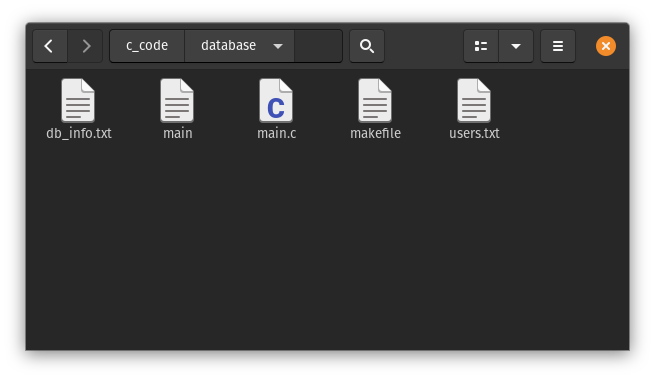 c_code database
db_info.txt main main.c makefile users.txt